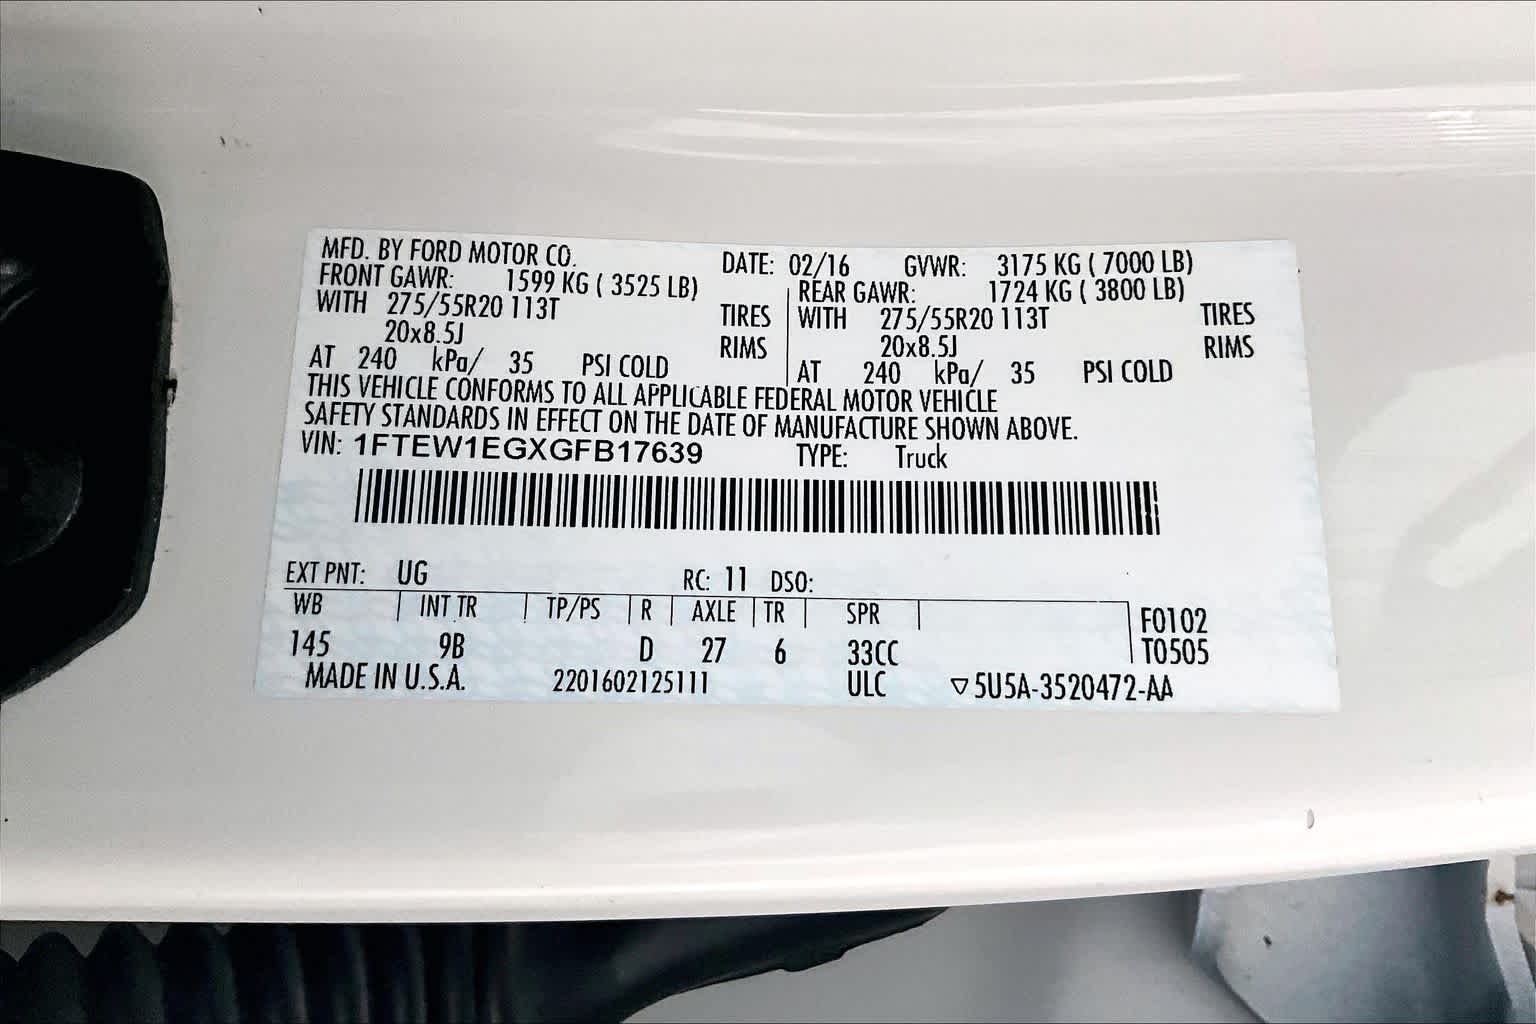 MFD. BY FORD MOTOR CO. DATE: 02/16 GVWR: 3175 KG ( 7000 LB)
FRONT GAWR: 1599 KG ( 3525 LB) REAR GAWR: 1724 KG ( 3800 LB)
WITH 275/55R20 113T TIRES WITH 275/55R20 113T TIRES
20x8.5J RIMS 20x8.5J RIMS
AT 240 kPa/ 35 PSI COLD AT 240 kPa/ 35 PSI COLD
THIS VEHICLE CONFORMS TO ALL APPLICABLE FEDERAL MOTOR VEHICLE
SAFETY STANDARDS IN EFFECT ON THE DATE OF MANUFACTURE SHOWN ABOVE.
VIN: 1FTEW1EGXGFB17639 TYPE: Truck
EXT PNT: UG RC: 11 DSO:
WB INT TR TP/PS R AXLE TR SPR F0102
145 9B D 27 6 33CC T0505
MADE IN U.S.A. 2201602125111 ULC ▽5U5A-3520472-AA